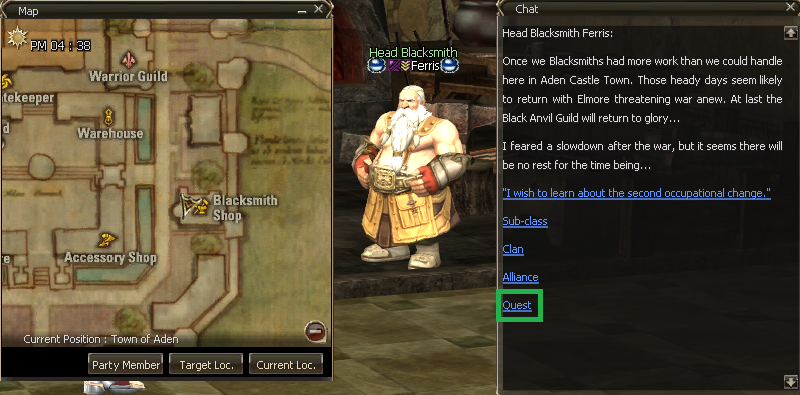 Map
PM 04 : 38
Warrior Guild
atekeeper
Warehouse
Blacksmith
Shop
Accessory Shop
Current Position : Town of Aden
Party Member
Target Loc.
Current Loc.
Head Blacksmith
Ferris
Chat
Head Blacksmith Ferris:
Once we Blacksmiths had more work than we could handle
here in Aden Castle Town. Those heady days seem likely
to return with Elmore threatening war anew. At last the
Black Anvil Guild will return to glory...
I feared a slowdown after the war, but it seems there will
be no rest for the time being...
"I wish to learn about the second occupational change."
Sub-class
Clan
Alliance
Quest